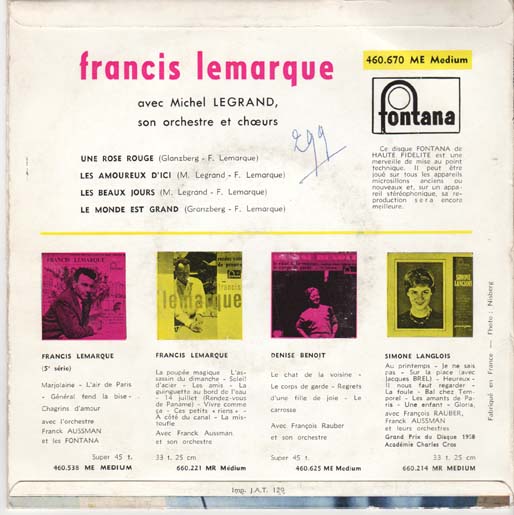 francis lemarque
460.670 ME Medium
avec Michel LEGRAND,
son orchestre et chœurs
fontana
299
UNE ROSE ROUGE (Glanzberg - F. Lemarque)
LES AMOUREUX D'ICI (M. Legrand - F. Lemarque)
LES BEAUX JOURS (M. Legrand - F. Lemarque)
LE MONDE EST GRAND (Granzberg - F. Lemarque)
Ce disque FONTANA de
HAUTE FIDELITE est une
merveille de mise au point
technique. Il peut être
joué sur tous les appareils
microsillons anciens ou
nouveaux et, sur un appa-
reil stéréophonique, sa re-
production sera encore
meilleure.
FRANCIS LEMARQUE
lemarque
SIMONE
LANGLOIS
FRANCIS LEMARQUE
(5e série)
Marjolaine - L'air de Paris
- Général fend la bise -
Chagrins d'amour
avec l'orchestre
Franck AUSSMAN
et les FONTANA
Super 45 t.
460.538 ME MEDIUM
FRANCIS LEMARQUE
La poupée magique L'as-
sassin du dimanche - Soleil
d'acier - Les amis - La
guinguette au bord de l'eau
- 14 juillet (Rendez-vous
de Paname) - Vivre comme
ça - Ces petits « riens » -
A côté du canal - La mis-
toufle
Avec Franck Aussman
et son orchestre
33 t. 25 cm
660.221 MR Médium
DENISE BENOIT
Le chat de la voisine -
Le corps de garde - Regrets
d'une fille de joie - Le
carrosse
Avec François Rauber
et son orchestre
Super 45 t.
460.625 ME Medium
SIMONE LANGLOIS
Au printemps - Je ne sais
pas - Sur la place (avec
Jacques BREL) - Heureux -
Il nous faut regarder -
La foule - Bal chez Tempo-
rel - Les amants de Pa-
ris - Une enfant - Gloria,
avec François RAUBER,
Franck AUSSMAN
et leurs orchestres
Grand Prix du Disque 1958
Académie Charles Cros
33 t. 25 cm
660.214 MR MEDIUM
Fabriqué en France — Photo : Nisberg
Imp. J.A.T. 129